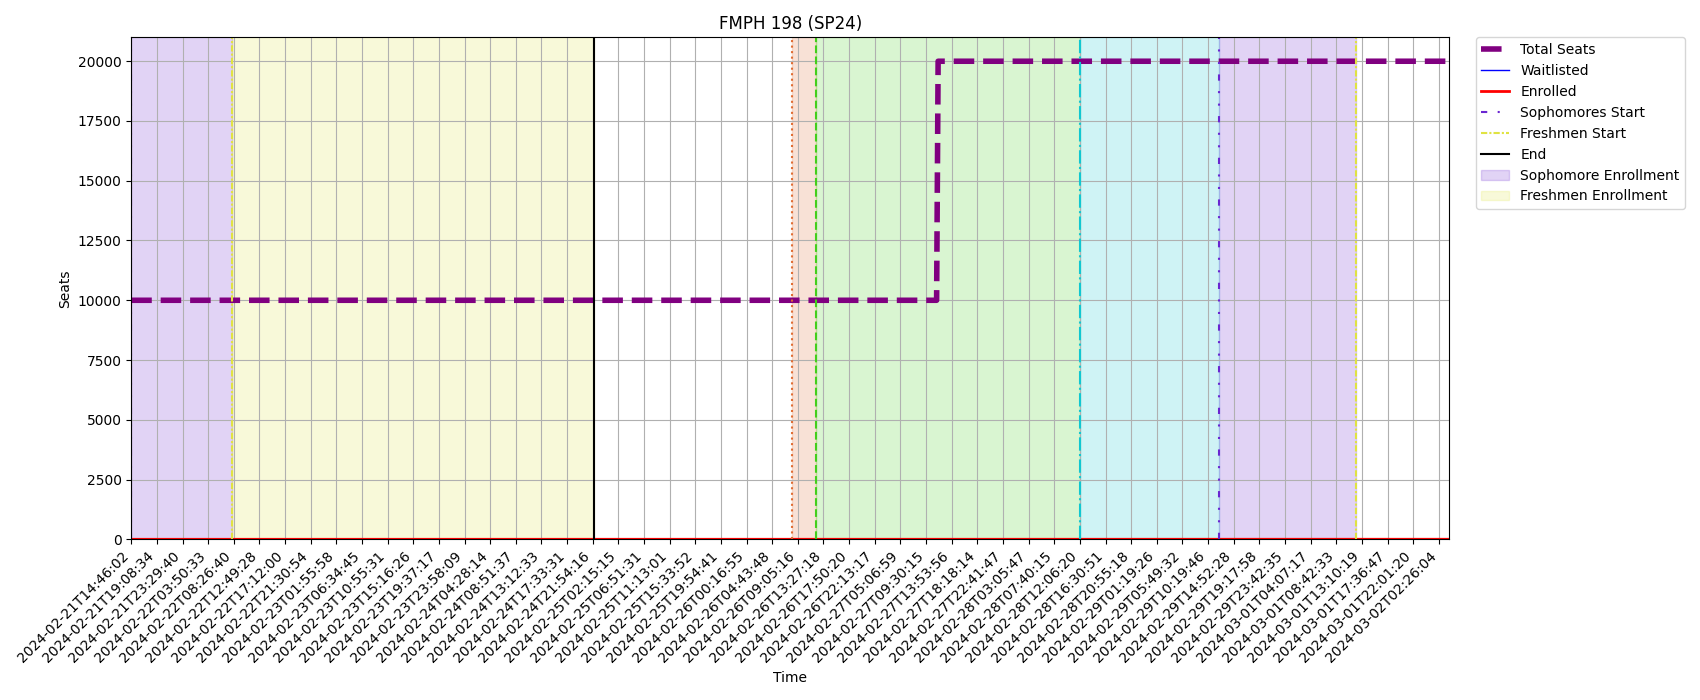 FMPH 198 (SP24)
Seats
20000
17500
15000
12500
10000
7500
5000
2500
0
2024-02-21T14:46:02
2024-02-21T19:08:34
2024-02-21T23:29:40
2024-02-22T03:50:33
2024-02-22T08:26:40
2024-02-22T12:49:28
2024-02-22T17:12:00
2024-02-22T21:30:54
2024-02-23T01:55:58
2024-02-23T06:34:45
2024-02-23T10:55:31
2024-02-23T15:16:26
2024-02-23T19:37:17
2024-02-23T23:58:09
2024-02-24T04:28:14
2024-02-24T08:51:37
2024-02-24T13:12:33
2024-02-24T17:33:31
2024-02-24T21:54:16
2024-02-25T02:15:15
2024-02-25T06:51:31
2024-02-25T11:13:01
2024-02-25T15:33:52
2024-02-25T19:54:41
2024-02-26T00:16:55
2024-02-26T04:43:48
2024-02-26T09:05:16
2024-02-26T13:27:18
2024-02-26T17:50:20
2024-02-26T22:13:17
2024-02-27T05:06:59
2024-02-27T09:30:15
2024-02-27T13:53:56
2024-02-27T18:18:14
2024-02-27T22:41:47
2024-02-28T03:05:47
2024-02-28T07:40:15
2024-02-28T12:06:20
2024-02-28T16:30:51
2024-02-28T20:55:18
2024-02-29T01:19:26
2024-02-29T05:49:32
2024-02-29T10:19:46
2024-02-29T14:52:28
2024-02-29T19:17:58
2024-02-29T23:42:35
2024-03-01T04:07:17
2024-03-01T08:42:33
2024-03-01T13:10:19
2024-03-01T17:36:47
2024-03-01T22:01:20
2024-03-02T02:26:04
Time
Total Seats
Waitlisted
Enrolled
Sophomores Start
Freshmen Start
End
Sophomore Enrollment
Freshmen Enrollment